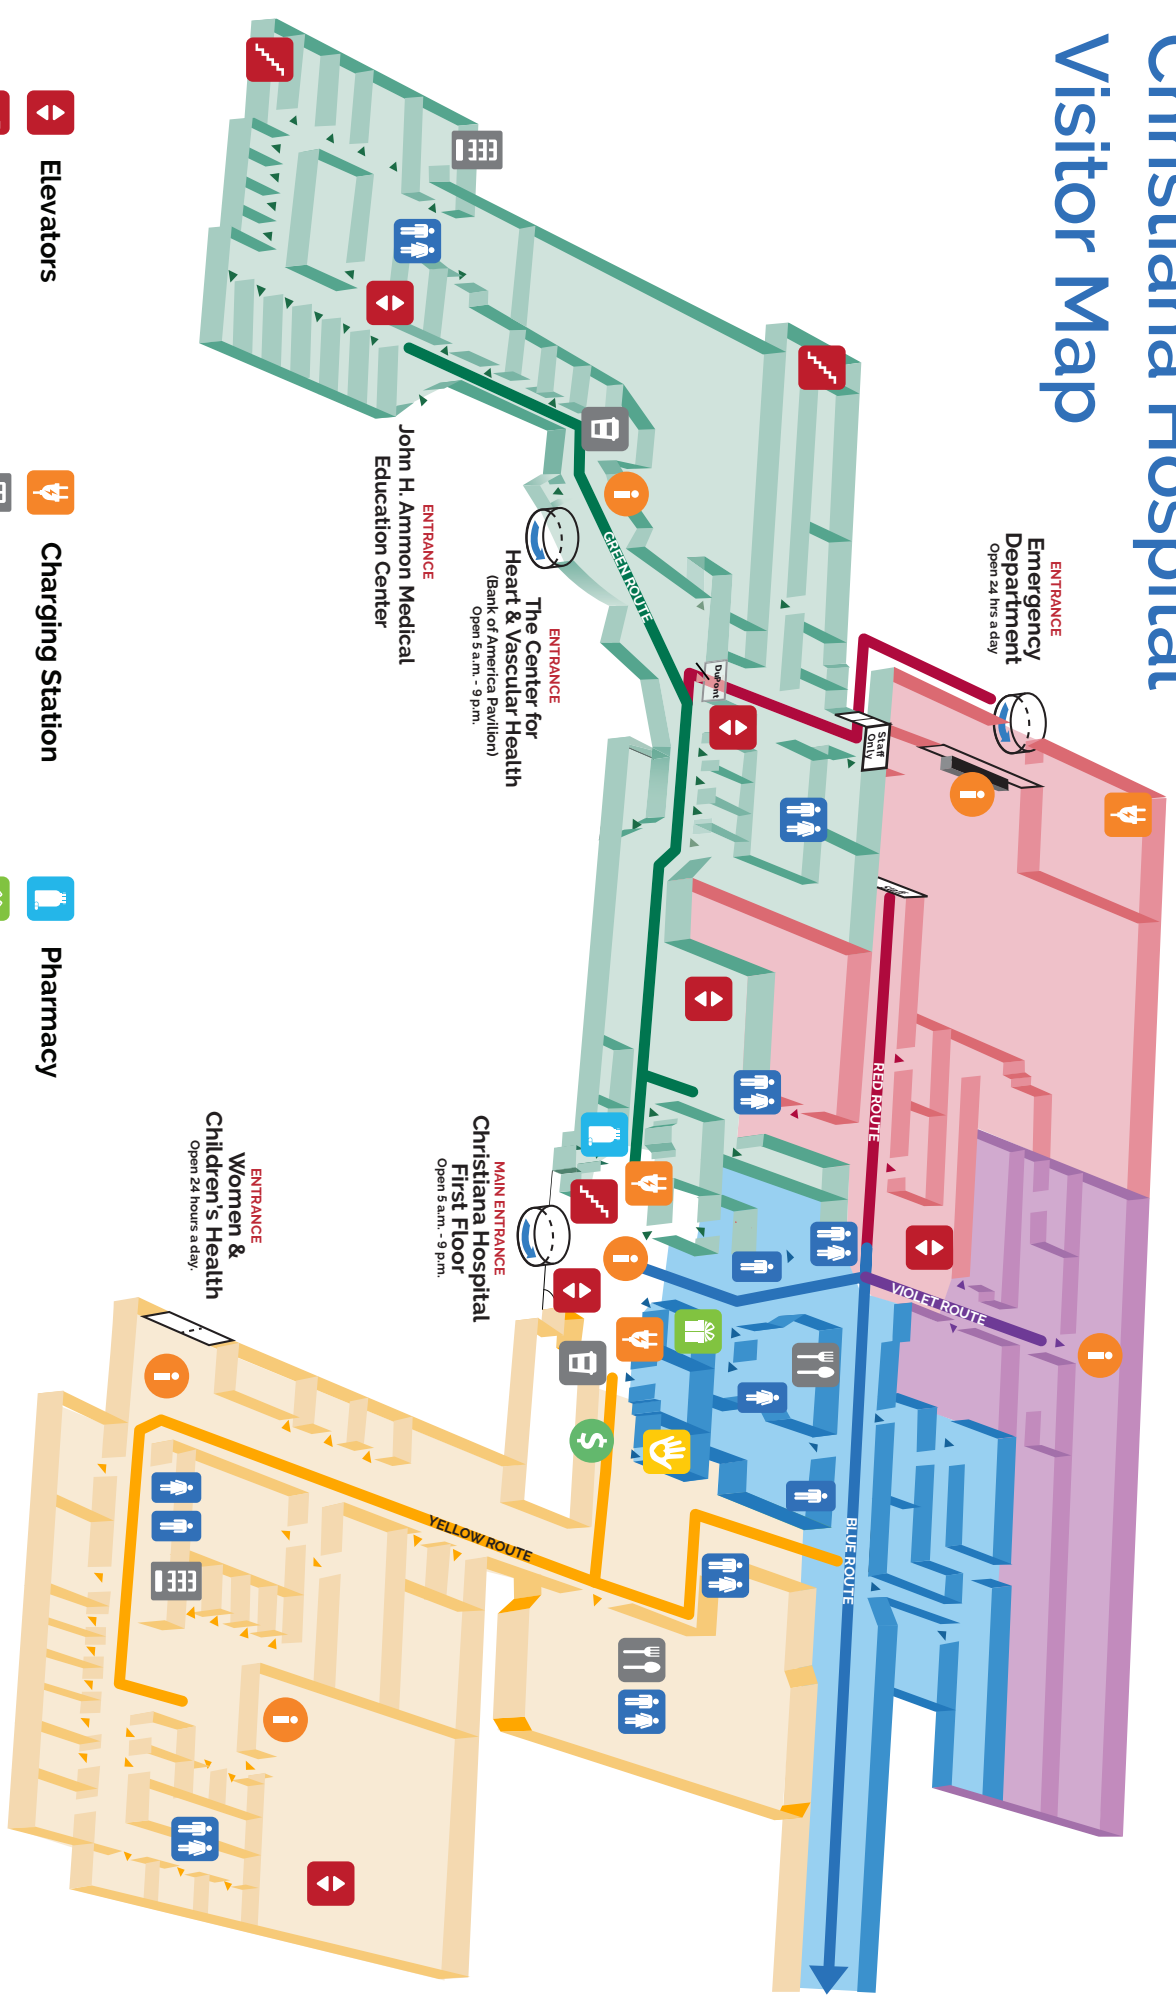 Christiana Hospital
Visitor Map
ENTRANCE
Emergency
Department
Open 24 hrs a day
Staff
Only
DuPont
Staff
GREEN ROUTE
RED ROUTE
VIOLET ROUTE
BLUE ROUTE
YELLOW ROUTE
$
ENTRANCE
The Center for
Heart & Vascular Health
(Bank of America Pavilion)
Open 5 a.m. - 9 p.m.
ENTRANCE
John H. Ammon Medical
Education Center
MAIN ENTRANCE
Christiana Hospital
First Floor
Open 5 a.m. - 9 p.m.
ENTRANCE
Women &
Children's Health
Open 24 hours a day.
Elevators
Charging Station
Pharmacy